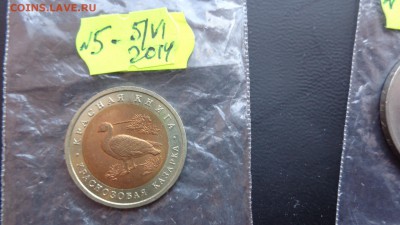 COINS.LAVE.RU
№5 - 5/VI
2014
КРАСНАЯ КНИГА
КРАСНОЗОБАЯ КАЗАРКА